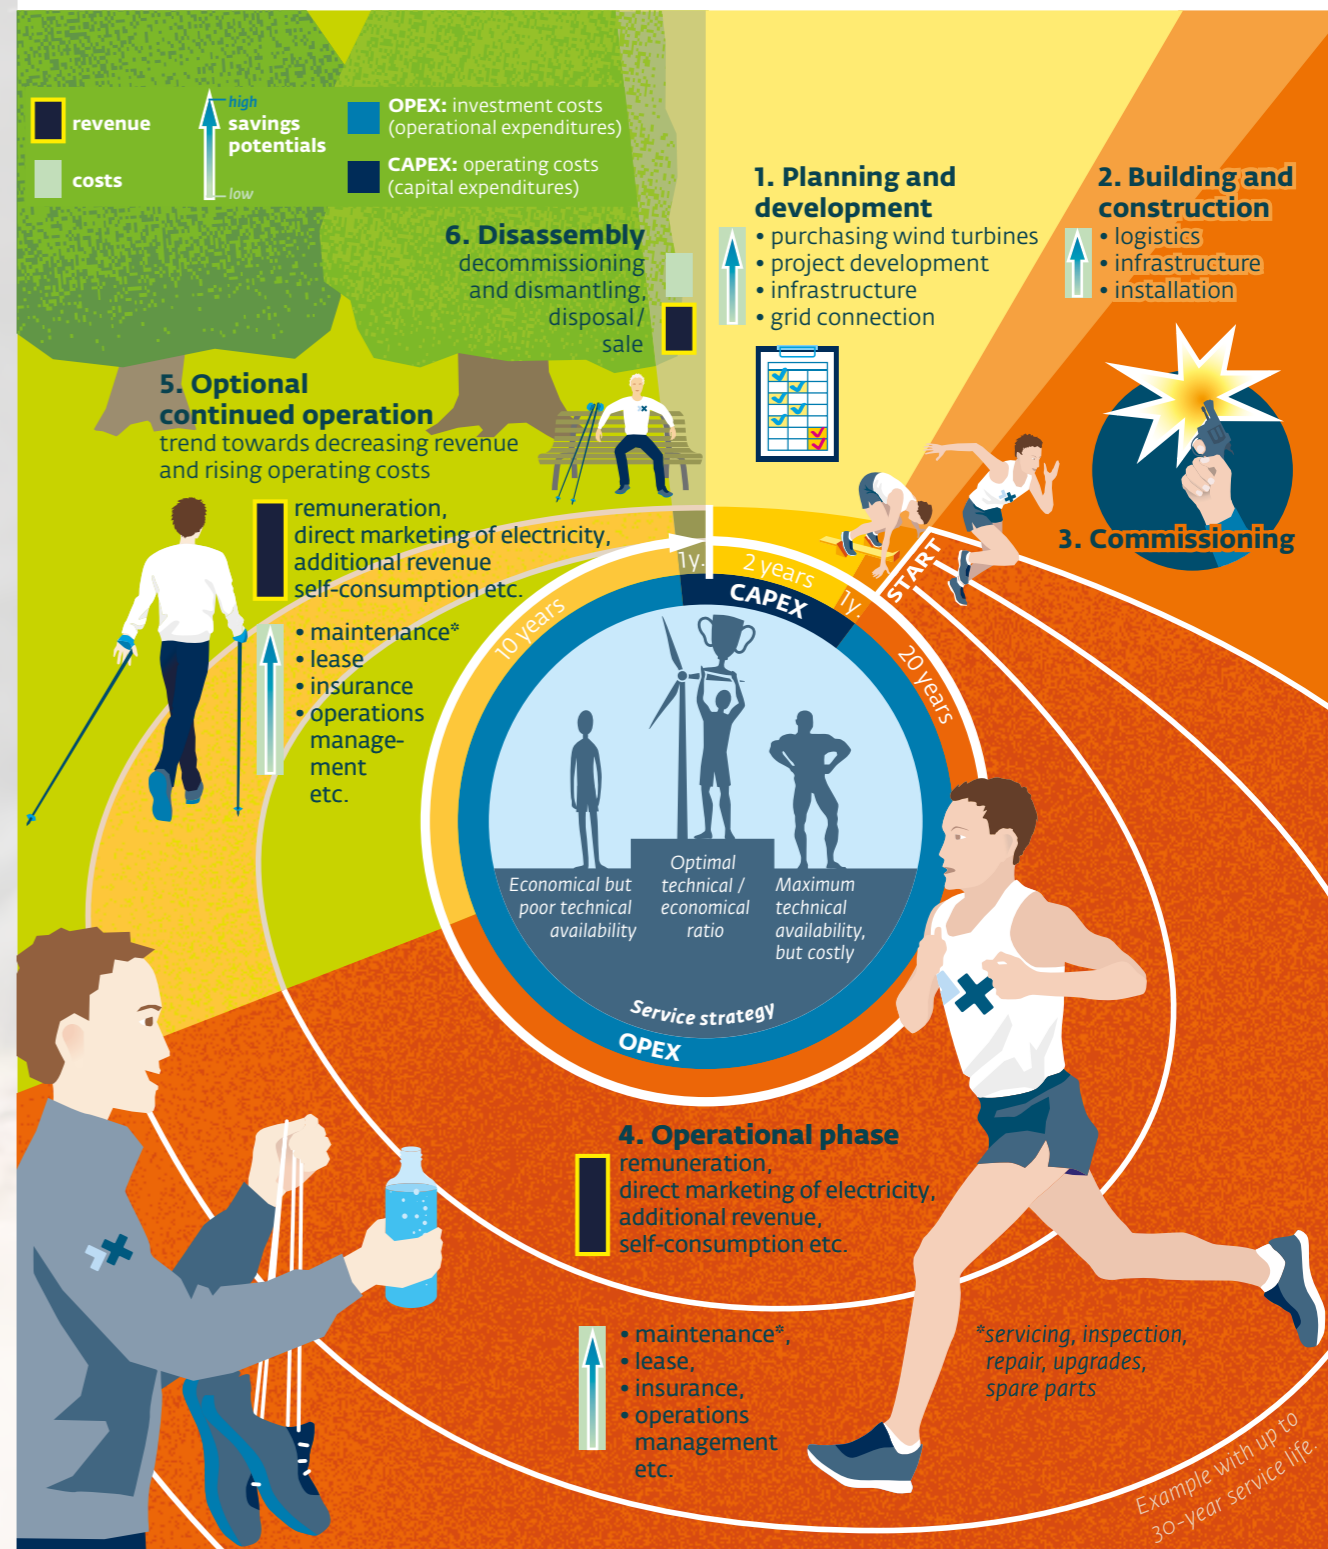 revenue
costs
high
savings
potentials
low
OPEX: investment costs
(operational expenditures)
CAPEX: operating costs
(capital expenditures)
1. Planning and
development
• purchasing wind turbines
• project development
• infrastructure
• grid connection
2. Building and
construction
• logistics
• infrastructure
• installation
3. Commissioning
6. Disassembly
decommissioning
and dismantling,
disposal/
sale
5. Optional
continued operation
trend towards decreasing revenue
and rising operating costs
remuneration,
direct marketing of electricity,
additional revenue
self-consumption etc.
• maintenance*
• lease
• insurance
• operations
manage-
ment
etc.
1y.
2 years
1y.
START
20 years
10 years
CAPEX
Economical but
poor technical
availability
Optimal
technical /
economical
ratio
Maximum
technical
availability,
but costly
Service strategy
OPEX
4. Operational phase
remuneration,
direct marketing of electricity,
additional revenue,
self-consumption etc.
• maintenance*,
• lease,
• insurance,
• operations
management
etc.
*servicing, inspection,
repair, upgrades,
spare parts
Example with up to
30-year service life.